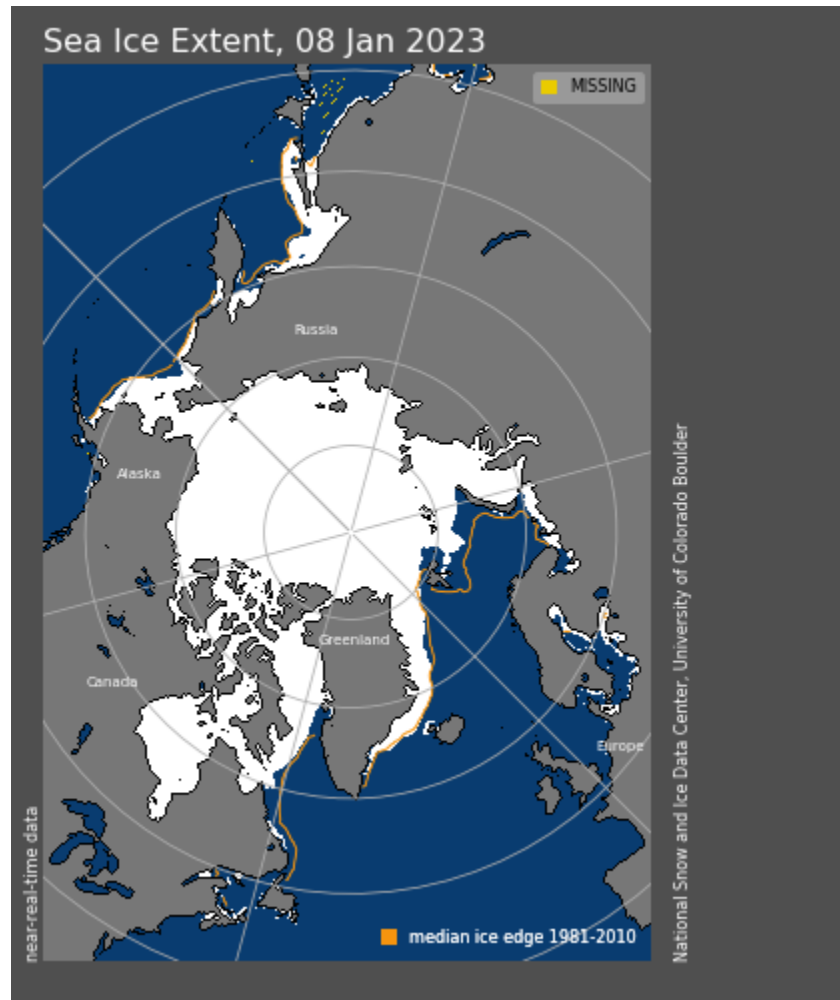 Sea Ice Extent, 08 Jan 2023
MISSING
Russia
Alaska
Greenland
Canada
Europe
median ice edge 1981-2010
near-real-time data
National Snow and Ice Data Center, University of Colorado Boulder